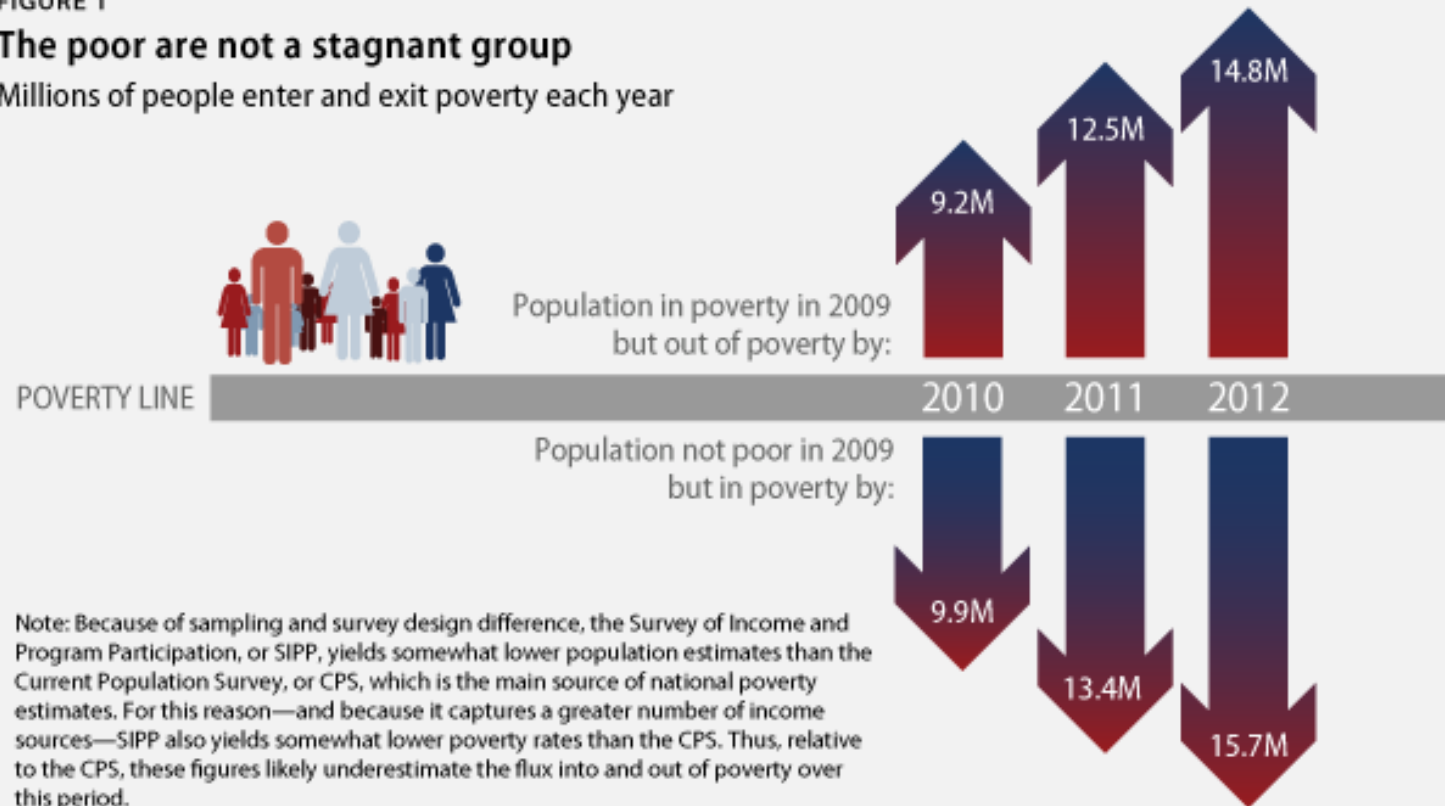 FIGURE 1
The poor are not a stagnant group
Millions of people enter and exit poverty each year
14.8M
12.5M
9.2M
Population in poverty in 2009
but out of poverty by:
POVERTY LINE
2010
2011
2012
Population not poor in 2009
but in poverty by:
9.9M
13.4M
15.7M
Note: Because of sampling and survey design difference, the Survey of Income and
Program Participation, or SIPP, yields somewhat lower population estimates than the
Current Population Survey, or CPS, which is the main source of national poverty
estimates. For this reason—and because it captures a greater number of income
sources—SIPP also yields somewhat lower poverty rates than the CPS. Thus, relative
to the CPS, these figures likely underestimate the flux into and out of poverty over
this period.